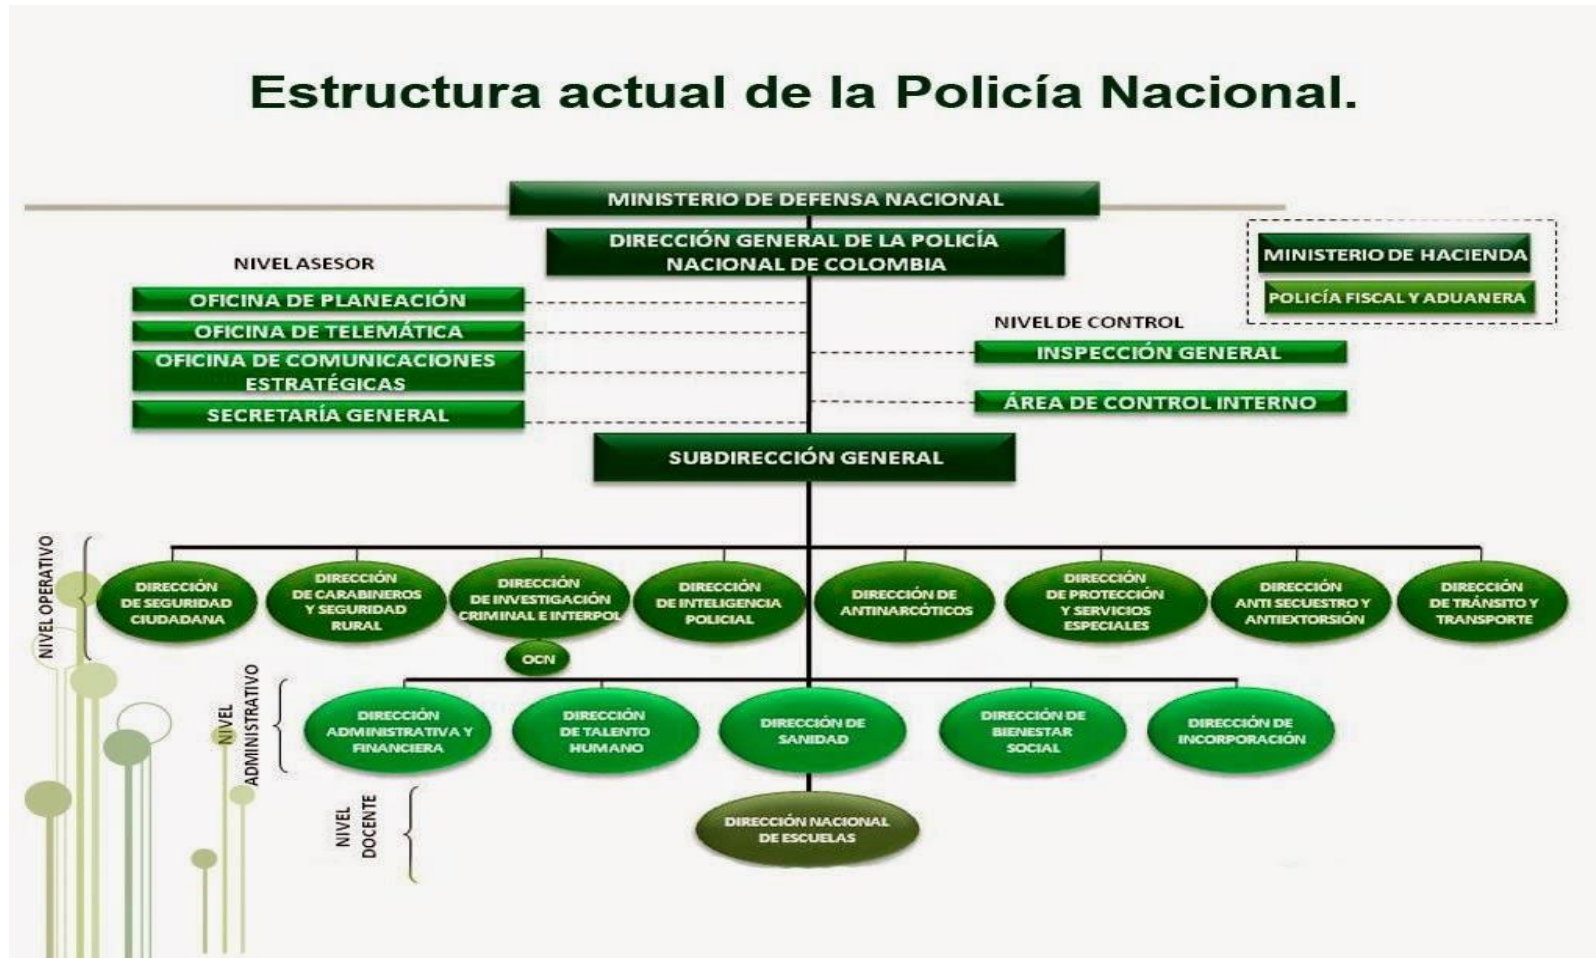 Estructura actual de la Policía Nacional.
MINISTERIO DE DEFENSA NACIONAL
DIRECCIÓN GENERAL DE LA POLICÍA
NACIONAL DE COLOMBIA
MINISTERIO DE HACIENDA
POLICÍA FISCAL Y ADUANERA
NIVEL ASESOR
OFICINA DE PLANEACIÓN
OFICINA DE TELEMÁTICA
OFICINA DE COMUNICACIONES
ESTRATÉGICAS
SECRETARÍA GENERAL
NIVEL DE CONTROL
INSPECCIÓN GENERAL
ÁREA DE CONTROL INTERNO
SUBDIRECCIÓN GENERAL
NIVEL OPERATIVO
DIRECCIÓN
DE SEGURIDAD
CIUDADANA
DIRECCIÓN
DE CARABINEROS
Y SEGURIDAD
RURAL
DIRECCIÓN
DE INVESTIGACIÓN
CRIMINAL E INTERPOL
OCN
DIRECCIÓN
DE INTELIGENCIA
POLICIAL
DIRECCIÓN DE
ANTINARCÓTICOS
DIRECCIÓN
DE PROTECCIÓN
Y SERVICIOS
ESPECIALES
DIRECCIÓN
ANTI SECUESTRO Y
ANTIEXTORSIÓN
DIRECCIÓN
DE TRÁNSITO Y
TRANSPORTE
NIVEL
ADMINISTRATIVO
DIRECCIÓN
ADMINISTRATIVA Y
FINANCIERA
DIRECCIÓN
DE TALENTO
HUMANO
DIRECCIÓN DE
SANIDAD
DIRECCIÓN DE
BIENESTAR
SOCIAL
DIRECCIÓN DE
INCORPORACIÓN
NIVEL
DOCENTE
DIRECCIÓN NACIONAL
DE ESCUELAS